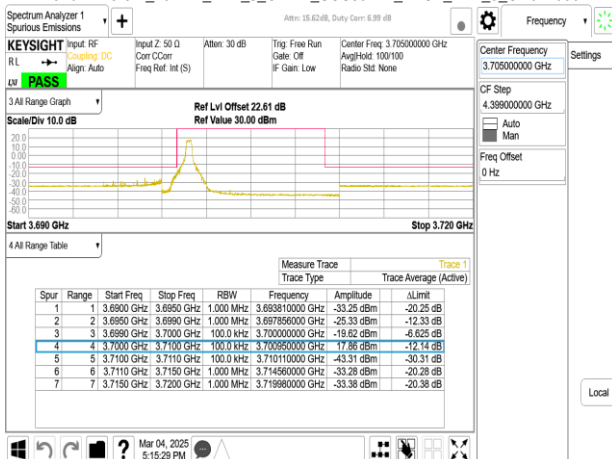 Spectrum Analyzer 1
Spurious Emissions
Attn: 15.62dB, Duty Corr: 6.99 dB
Frequency
KEYSIGHT
RL
LXI
PASS
Input: RF
Coupling: DC
Align: Auto
Input Z: 50 Ω
Corr CCorr
Freq Ref: Int (S)
Atten: 30 dB
Trig: Free Run
Gate: Off
IF Gain: Low
Center Freq: 3.705000000 GHz
Avg|Hold: 100/100
Radio Std: None
Center Frequency
3.705000000 GHz
Settings
CF Step
4.399000000 GHz
Auto
Man
Freq Offset
0 Hz
3 All Range Graph
Scale/Div 10.0 dB
Ref Lvl Offset 22.61 dB
Ref Value 30.00 dBm
20.0
10.0
0.00
-10.0
-20.0
-30.0
-40.0
-50.0
-60.0
Start 3.690 GHz
Stop 3.720 GHz
4 All Range Table
Measure Trace Trace 1
Trace Type Trace Average (Active)
Spur Range Start Freq Stop Freq RBW Frequency Amplitude ΔLimit
1 1 3.6900 GHz 3.6950 GHz 1.000 MHz 3.693810000 GHz -33.25 dBm -20.25 dB
2 2 3.6950 GHz 3.6990 GHz 1.000 MHz 3.697856000 GHz -25.33 dBm -12.33 dB
3 3 3.6990 GHz 3.7000 GHz 100.0 kHz 3.700000000 GHz -19.62 dBm -6.625 dB
4 4 3.7000 GHz 3.7100 GHz 100.0 kHz 3.700950000 GHz 17.86 dBm -12.14 dB
5 5 3.7100 GHz 3.7110 GHz 100.0 kHz 3.710110000 GHz -43.31 dBm -30.31 dB
6 6 3.7110 GHz 3.7150 GHz 1.000 MHz 3.714560000 GHz -33.28 dBm -20.28 dB
7 7 3.7150 GHz 3.7200 GHz 1.000 MHz 3.719980000 GHz -33.38 dBm -20.38 dB
Local
Mar 04, 2025
5:15:29 PM